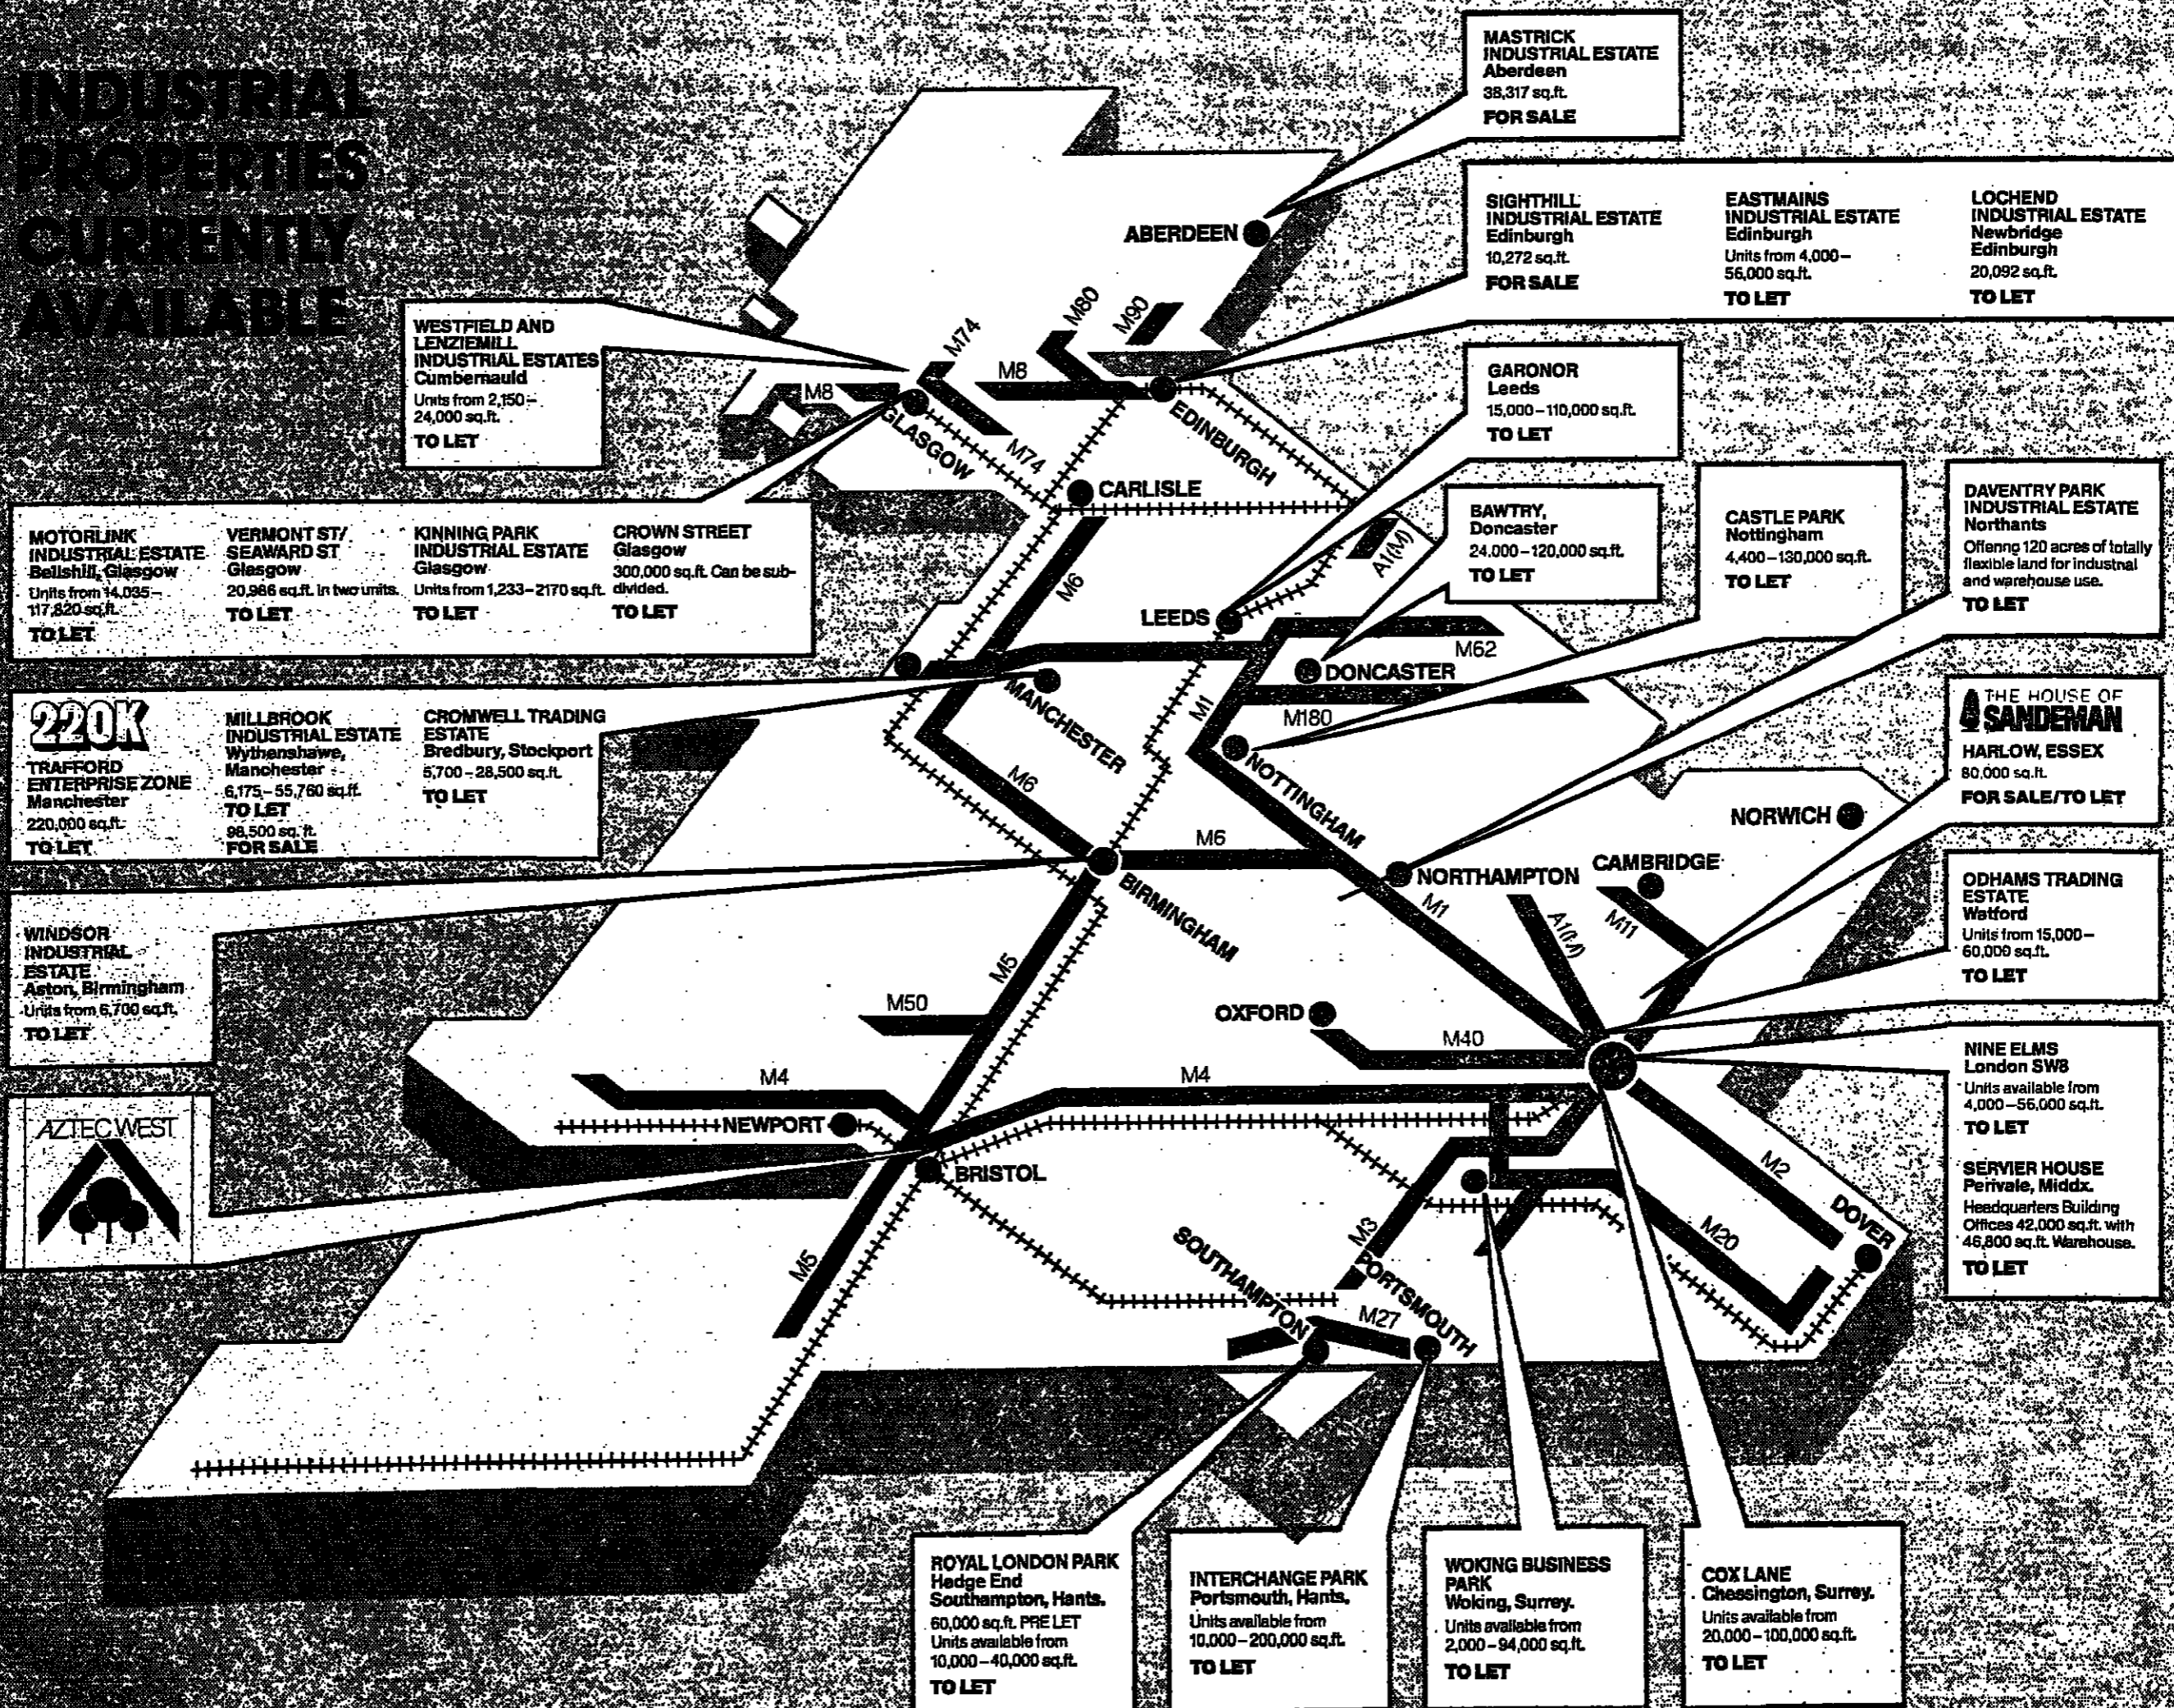 INDUSTRIAL
PROPERTIES
CURRENTLY
AVAILABLE
MASTRICK
INDUSTRIAL ESTATE
Aberdeen
38,317 sq.ft.
FOR SALE
SIGHTHILL
INDUSTRIAL ESTATE
Edinburgh
10,272 sq.ft.
FOR SALE
EASTMAINS
INDUSTRIAL ESTATE
Edinburgh
Units from 4,000–
56,000 sq.ft.
TO LET
LOCHEND
INDUSTRIAL ESTATE
Newbridge
Edinburgh
20,092 sq.ft.
TO LET
WESTFIELD AND
LENZIEMILL
INDUSTRIAL ESTATES
Cumbernauld
Units from 2,150–
24,000 sq.ft.
TO LET
GARONOR
Leeds
15,000–110,000 sq.ft.
TO LET
MOTORLINK
INDUSTRIAL ESTATE
Bellshill, Glasgow
Units from 14,035–
117,820 sq.ft.
TO LET
VERMONT ST/
SEAWARD ST
Glasgow
20,986 sq.ft. in two units.
TO LET
KINNING PARK
INDUSTRIAL ESTATE
Glasgow
Units from 1,233–2170 sq.ft.
TO LET
CROWN STREET
Glasgow
300,000 sq.ft. Can be sub-
divided.
TO LET
BAWTRY,
Doncaster
24.000–120,000 sq.ft.
TO LET
CASTLE PARK
Nottingham
4,400–130,000 sq.ft.
TO LET
DAVENTRY PARK
INDUSTRIAL ESTATE
Northants
Offering 120 acres of totally
flexible land for industrial
and warehouse use.
TO LET
220K
TRAFFORD
ENTERPRISE ZONE
Manchester
220,000 sq.ft.
TO LET
MILLBROOK
INDUSTRIAL ESTATE
Wythenshawe,
Manchester
6,175–55,760 sq.ft.
TO LET
98,500 sq. ft.
FOR SALE
CROMWELL TRADING
ESTATE
Bredbury, Stockport
5,700–28,500 sq.ft.
TO LET
THE HOUSE OF
SANDEMAN
HARLOW, ESSEX
80,000 sq.ft.
FOR SALE/TO LET
WINDSOR
INDUSTRIAL
ESTATE
Aston, Birmingham
Units from 6,700 sq.ft.
TO LET
ODHAMS TRADING
ESTATE
Watford
Units from 15,000–
60,000 sq.ft.
TO LET
NINE ELMS
London SW8
Units available from
4,000–56,000 sq.ft.
TO LET
SERVIER HOUSE
Perivale, Middx.
Headquarters Building
Offices 42,000 sq.ft. with
46,800 sq.ft. Warehouse.
TO LET
AZTEC WEST
ROYAL LONDON PARK
Hedge End
Southampton, Hants.
60,000 sq.ft. PRE LET
Units available from
10,000–40,000 sq.ft.
TO LET
INTERCHANGE PARK
Portsmouth, Hants.
Units available from
10,000–200,000 sq.ft.
TO LET
WOKING BUSINESS
PARK
Woking, Surrey.
Units available from
2,000–94,000 sq.ft.
TO LET
COX LANE
Chessington, Surrey.
Units available from
20,000–100,000 sq.ft.
TO LET
ABERDEEN
M80
M90
M74
M8
M8
GLASGOW
M74
EDINBURGH
CARLISLE
M6
A1(M)
LEEDS
M62
DONCASTER
MANCHESTER
M1
M180
NOTTINGHAM
M6
M6
NORWICH
CAMBRIDGE
NORTHAMPTON
BIRMINGHAM
M1
A1(M)
M11
M5
M50
OXFORD
M40
M4
M4
NEWPORT
BRISTOL
M2
DOVER
M20
M3
M5
SOUTHAMPTON
PORTSMOUTH
M27